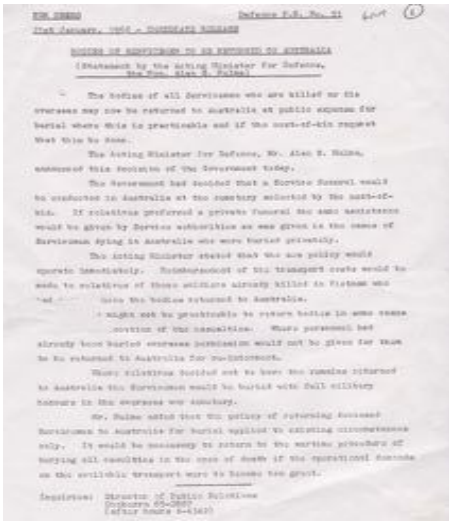 FOR PRESS Defence P.R. No. 51
21st January, 1966 - IMMEDIATE RELEASE
BODIES OF SERVICEMEN TO BE RETURNED TO AUSTRALIA
(Statement by the Acting Minister for Defence,
the Hon. Alan S. Hulme)
The bodies of all Servicemen who are killed or die
overseas may now be returned to Australia at public expense for
burial where this is practicable and if the next-of-kin request
that this be done.
The Acting Minister for Defence, Mr. Alan S. Hulme,
announced this decision of the Government today.
The Government had decided that a Service funeral would
be conducted in Australia at the cemetery selected by the next-of-
kin. If relatives preferred a private funeral the same assistance
would be given by Service authorities as was given in the cases of
Servicemen dying in Australia who were buried privately.
The Acting Minister stated that the new policy would
operate immediately. Reimbursement of the transport costs would be
made to relatives of those soldiers already killed in Vietnam who
had the bodies returned to Australia.
might not be practicable to return bodies in some cases
of the casualties. Where personnel had
already been buried overseas permission would not be given for them
to be returned to Australia for re-interment.
Where relatives decided not to have the remains returned
to Australia the Servicemen would be buried with full military
honours in the overseas war cemetery.
Mr. Hulme added that the policy of returning deceased
Servicemen to Australia for burial applied to existing circumstances
only. It would be necessary to return to the wartime procedure of
burying all casualties in the area of death if the operational demands
on the available transport were to become too great.
Inquiries: Director of Public Relations
Canberra
(after hours